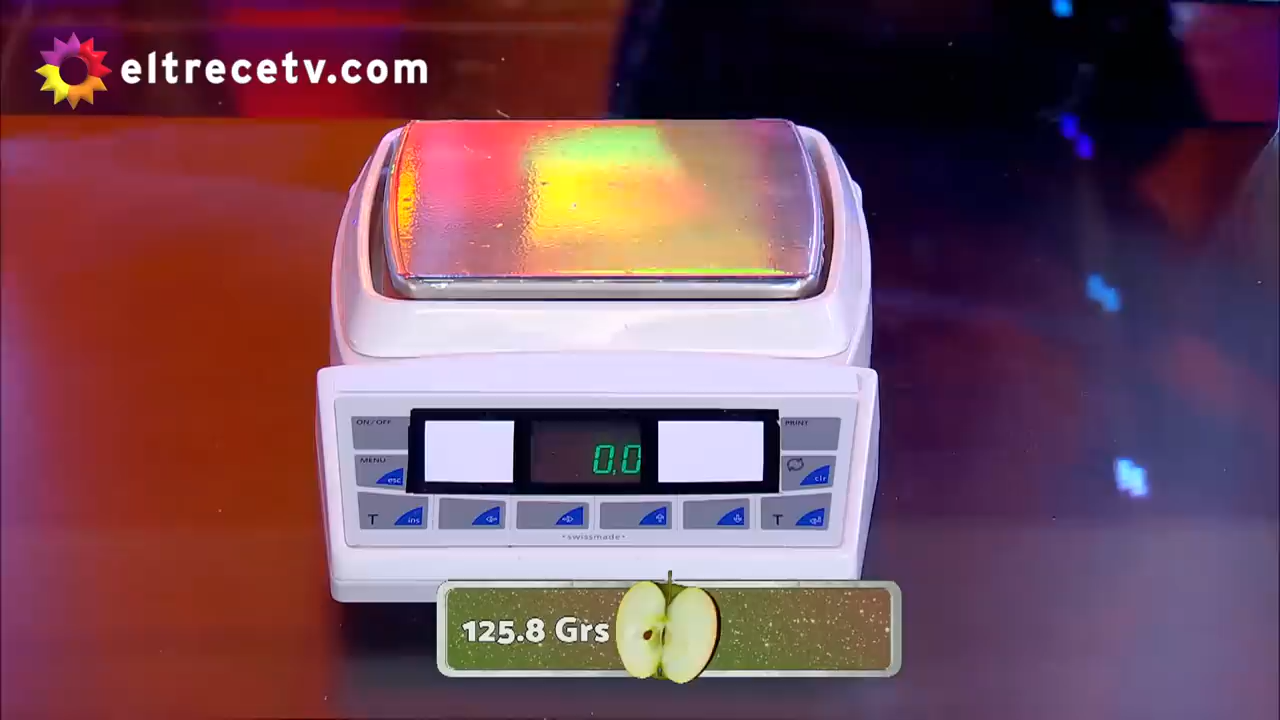 eltrecetv.com
ON/OFF
PRINT
0,0
MENU
esc
clr
T
ins
T
·swissmade·
125.8 Grs